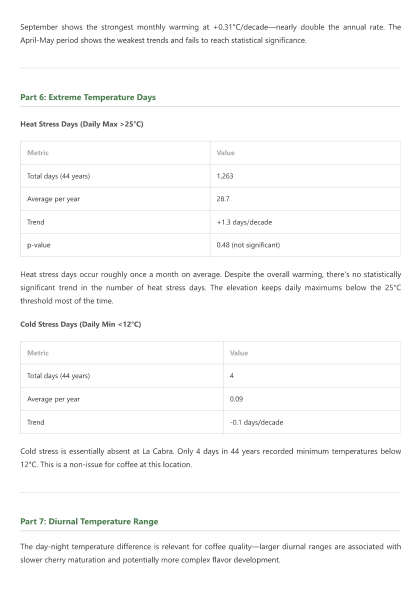 September shows the strongest monthly warming at +0.31°C/decade—nearly double the annual rate. The
April-May period shows the weakest trends and fails to reach statistical significance.
Part 6: Extreme Temperature Days
Heat Stress Days (Daily Max >25°C)
Metric Value
Total days (44 years) 1,263
Average per year 28.7
Trend +1.3 days/decade
p-value 0.48 (not significant)
Heat stress days occur roughly once a month on average. Despite the overall warming, there's no statistically
significant trend in the number of heat stress days. The elevation keeps daily maximums below the 25°C
threshold most of the time.
Cold Stress Days (Daily Min <12°C)
Metric Value
Total days (44 years) 4
Average per year 0.09
Trend -0.1 days/decade
Cold stress is essentially absent at La Cabra. Only 4 days in 44 years recorded minimum temperatures below
12°C. This is a non-issue for coffee at this location.
Part 7: Diurnal Temperature Range
The day-night temperature difference is relevant for coffee quality—larger diurnal ranges are associated with
slower cherry maturation and potentially more complex flavor development.